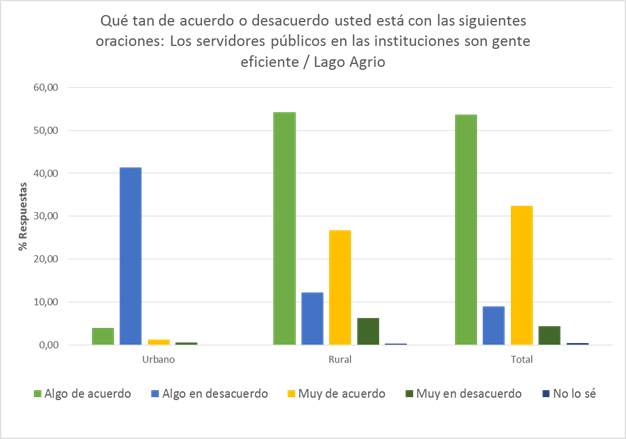 Qué tan de acuerdo o desacuerdo usted está con las siguientes
oraciones: Los servidores públicos en las instituciones son gente
eficiente / Lago Agrio
60,00
50,00
40,00
30,00
20,00
10,00
0,00
% Respuestas
Urbano Rural Total
Algo de acuerdo Algo en desacuerdo Muy de acuerdo Muy en desacuerdo No lo sé